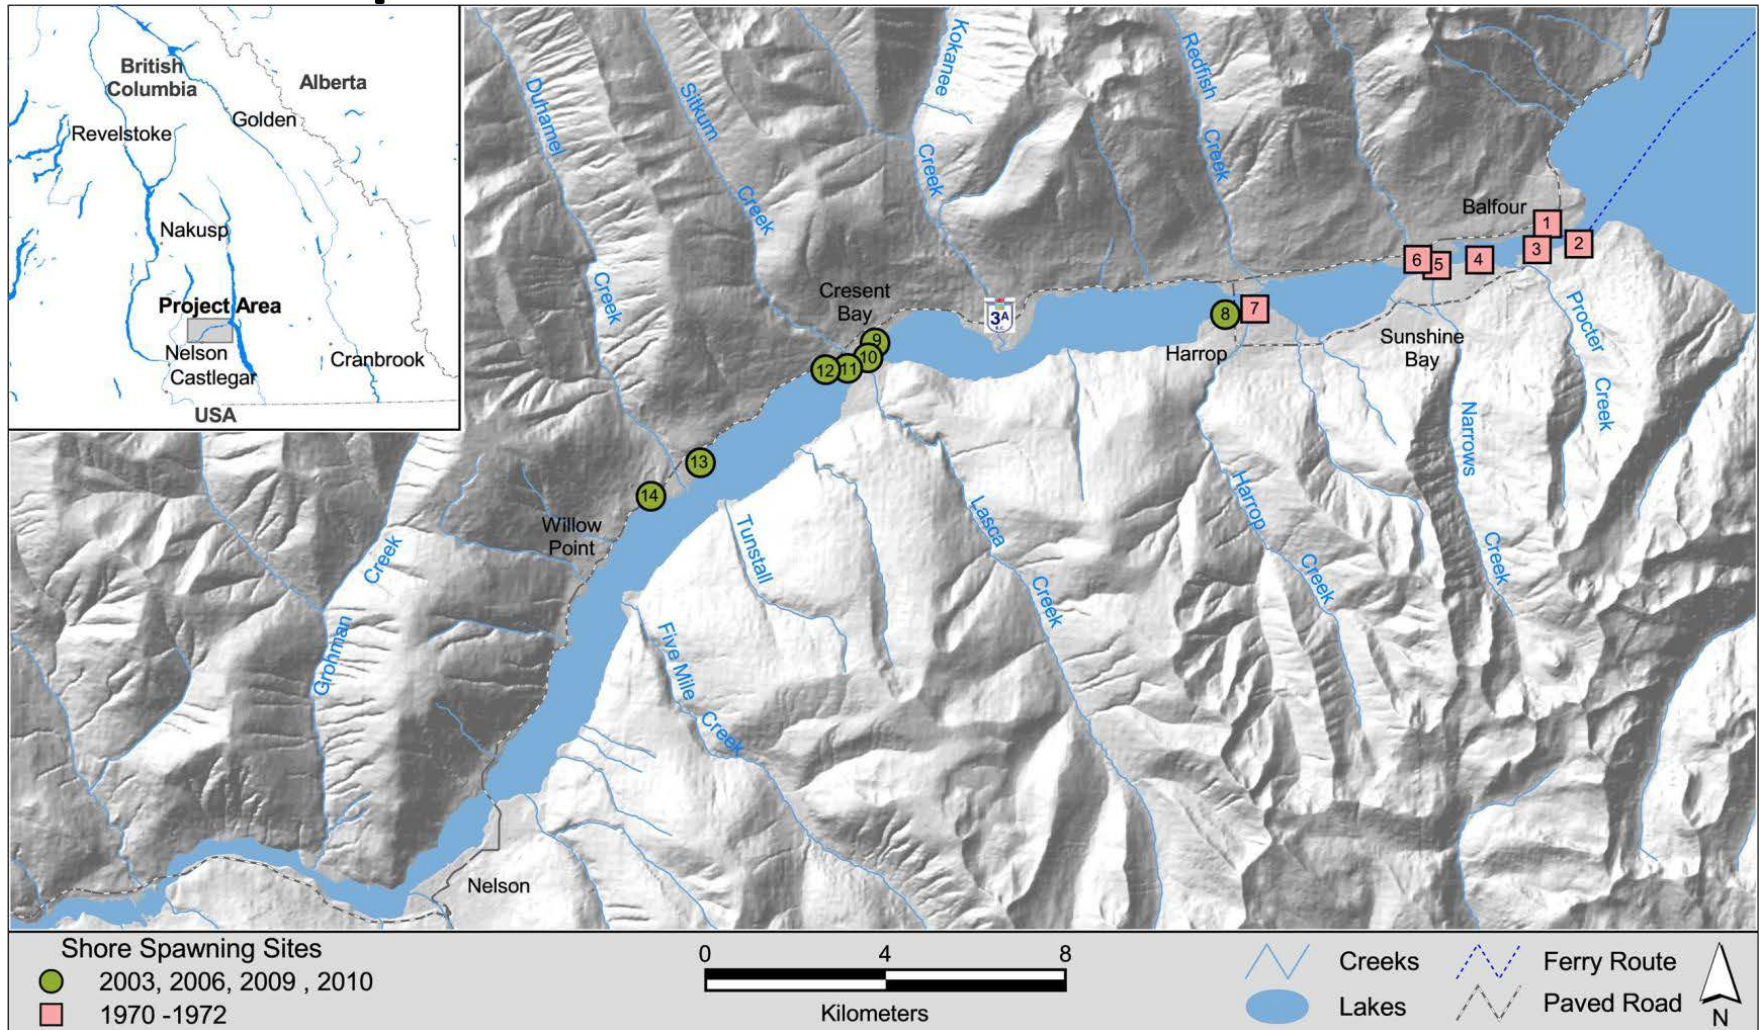 British
Columbia
Alberta
Golden
Revelstoke
Nakusp
Project Area
Nelson
Castlegar
Cranbrook
USA
Duhamel
Creek
Sitkum
Creek
Kokanee
Creek
Redfish
Creek
Balfour
1
2
3
4
5
6
7
8
Cresent
Bay
3A
B.C.
9
10
11
12
Harrop
Sunshine
Bay
Procter
Creek
Narrows
Creek
13
14
Willow
Point
Tunstall
Lasca
Creek
Harrop
Creek
Grohman
Creek
Five Mile
Creek
Nelson
Shore Spawning Sites
2003, 2006, 2009 , 2010
1970 -1972
0 4 8
Kilometers
Creeks
Lakes
Ferry Route
Paved Road
N